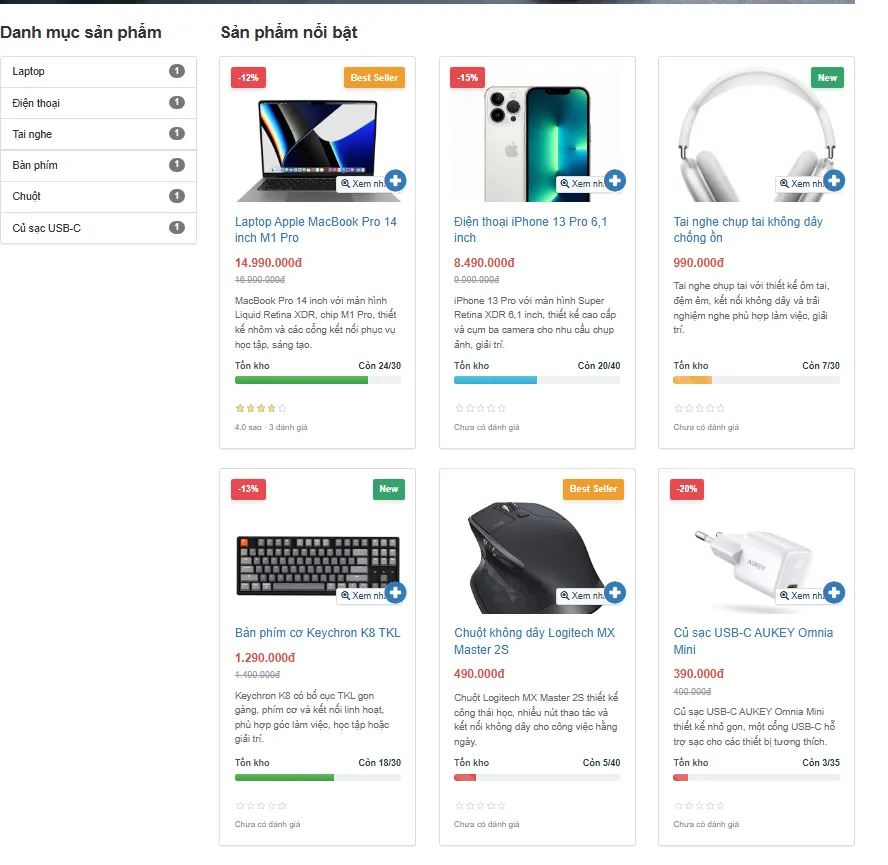 Danh mục sản phẩm
Laptop 1
Điện thoại 1
Tai nghe 1
Bàn phím 1
Chuột 1
Củ sạc USB-C 1
Sản phẩm nổi bật
-12% Best Seller
Xem nh
Laptop Apple MacBook Pro 14
inch M1 Pro
14.990.000đ
16.990.000đ
MacBook Pro 14 inch với màn hình
Liquid Retina XDR, chip M1 Pro, thiết
kế nhôm và các cổng kết nối phục vụ
học tập, sáng tạo.
Tồn kho Còn 24/30
4.0 sao · 3 đánh giá
-15%
Xem nh
Điện thoại iPhone 13 Pro 6,1
inch
8.490.000đ
9.990.000đ
iPhone 13 Pro với màn hình Super
Retina XDR 6,1 inch, thiết kế cao cấp
và cụm ba camera cho nhu cầu chụp
ảnh, giải trí.
Tồn kho Còn 20/40
Chưa có đánh giá
New
Xem nh
Tai nghe chụp tai không dây
chống ồn
990.000đ
Tai nghe chụp tai với thiết kế ôm tai,
đệm êm, kết nối không dây và trải
nghiệm nghe phù hợp làm việc, giải
trí.
Tồn kho Còn 7/30
Chưa có đánh giá
-13% New
Xem nh
Bàn phím cơ Keychron K8 TKL
1.290.000đ
1.490.000đ
Keychron K8 có bố cục TKL gọn
gàng, phím cơ và kết nối linh hoạt,
phù hợp góc làm việc, học tập hoặc
giải trí.
Tồn kho Còn 18/30
Chưa có đánh giá
Best Seller
Xem nh
Chuột không dây Logitech MX
Master 2S
490.000đ
Chuột Logitech MX Master 2S thiết kế
công thái học, nhiều nút thao tác và
kết nối không dây cho công việc hằng
ngày.
Tồn kho Còn 5/40
Chưa có đánh giá
-20%
AUKEY
Xem nh
Củ sạc USB-C AUKEY Omnia
Mini
390.000đ
490.000đ
Củ sạc USB-C AUKEY Omnia Mini
thiết kế nhỏ gọn, một cổng USB-C hỗ
trợ sạc cho các thiết bị tương thích.
Tồn kho Còn 3/35
Chưa có đánh giá